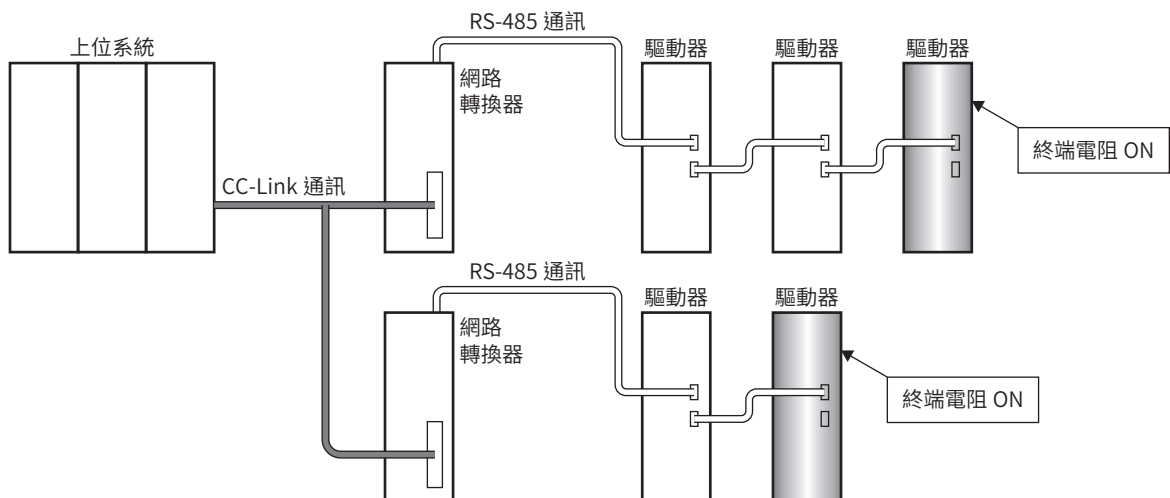 RS-485 通訊
上位系統
驅動器
驅動器
驅動器
網路
轉換器
終端電阻 ON
CC-Link 通訊
RS-485 通訊
驅動器
驅動器
網路
轉換器
終端電阻 ON